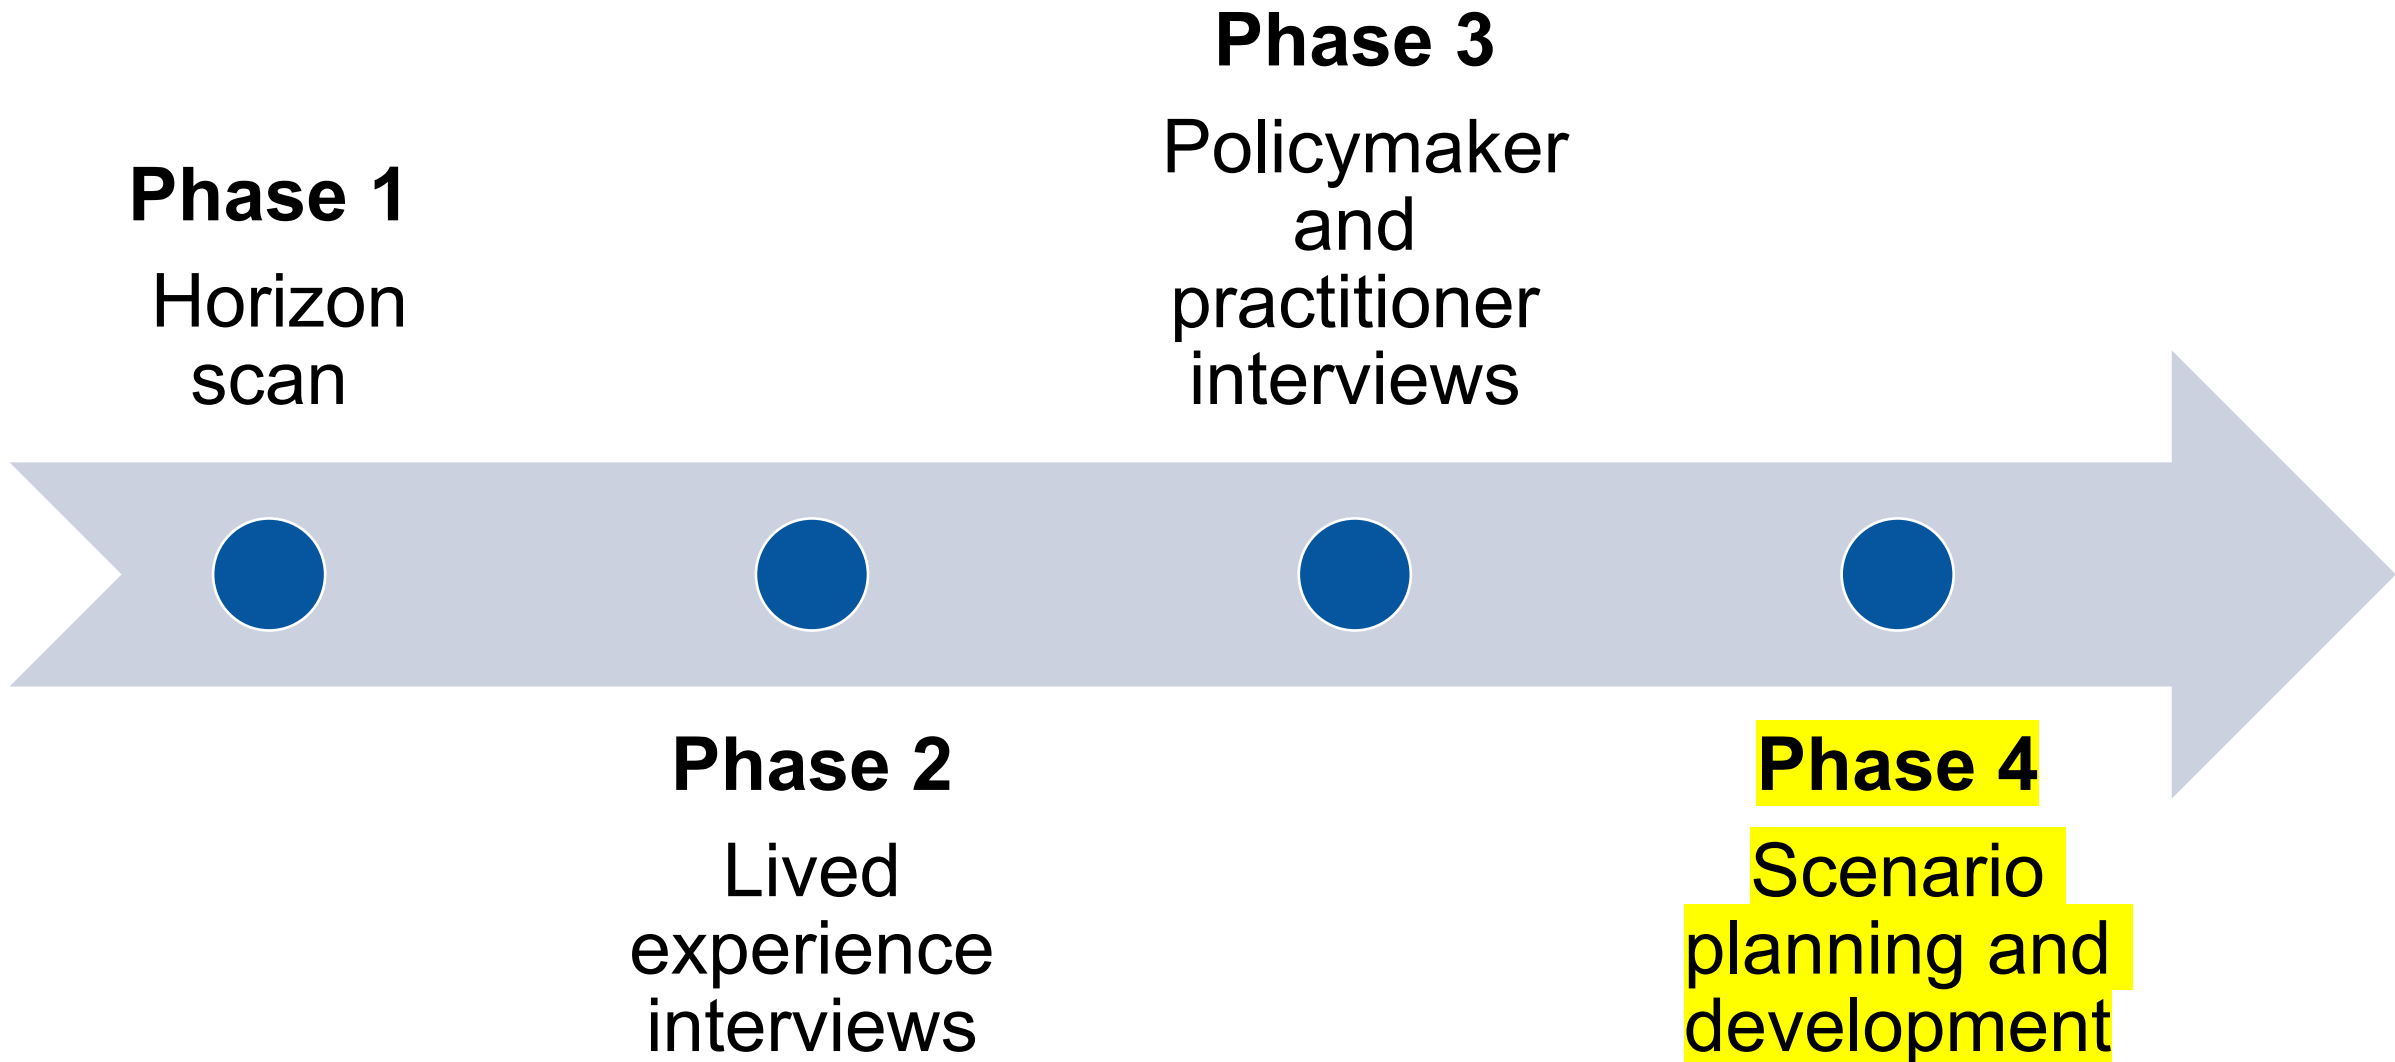 Phase 1
Horizon
scan
Phase 2
Lived
experience
interviews
Phase 3
Policymaker
and
practitioner
interviews
Phase 4
Scenario
planning and
development